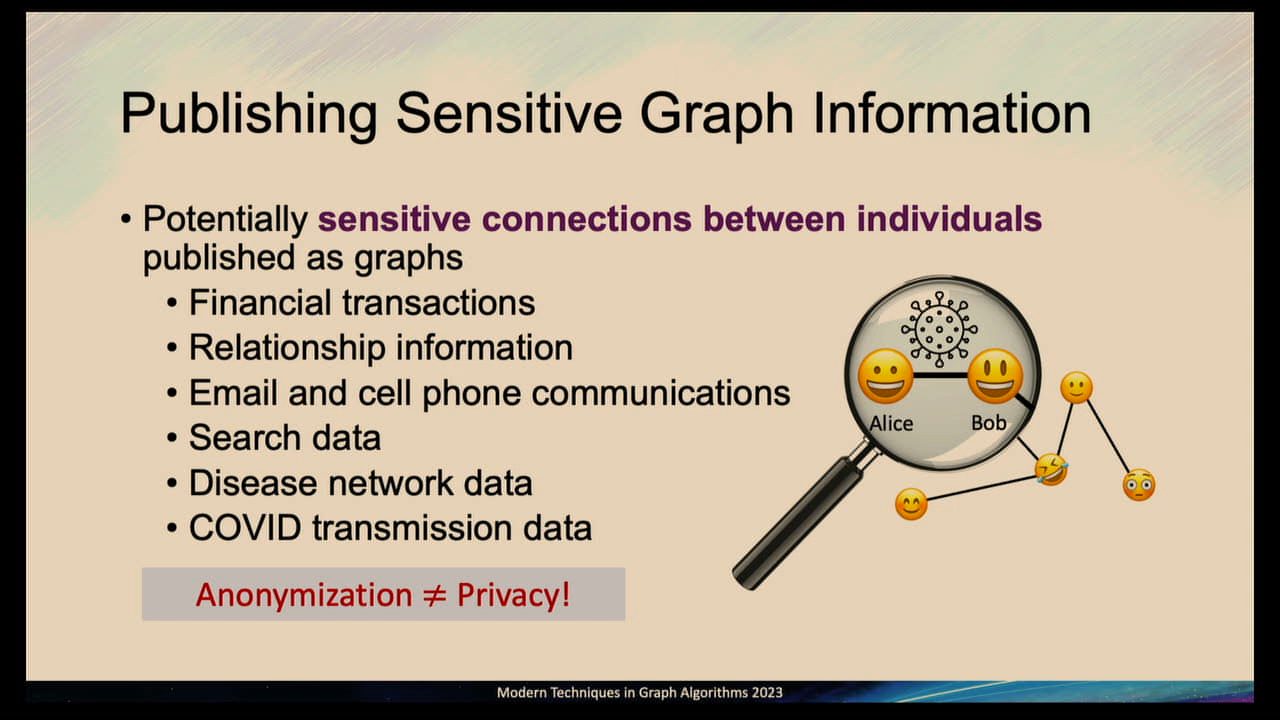 Publishing Sensitive Graph Information
• Potentially sensitive connections between individuals
published as graphs
• Financial transactions
• Relationship information
• Email and cell phone communications
• Search data
• Disease network data
• COVID transmission data
Alice
Bob
Anonymization ≠ Privacy!
Modern Techniques in Graph Algorithms 2023